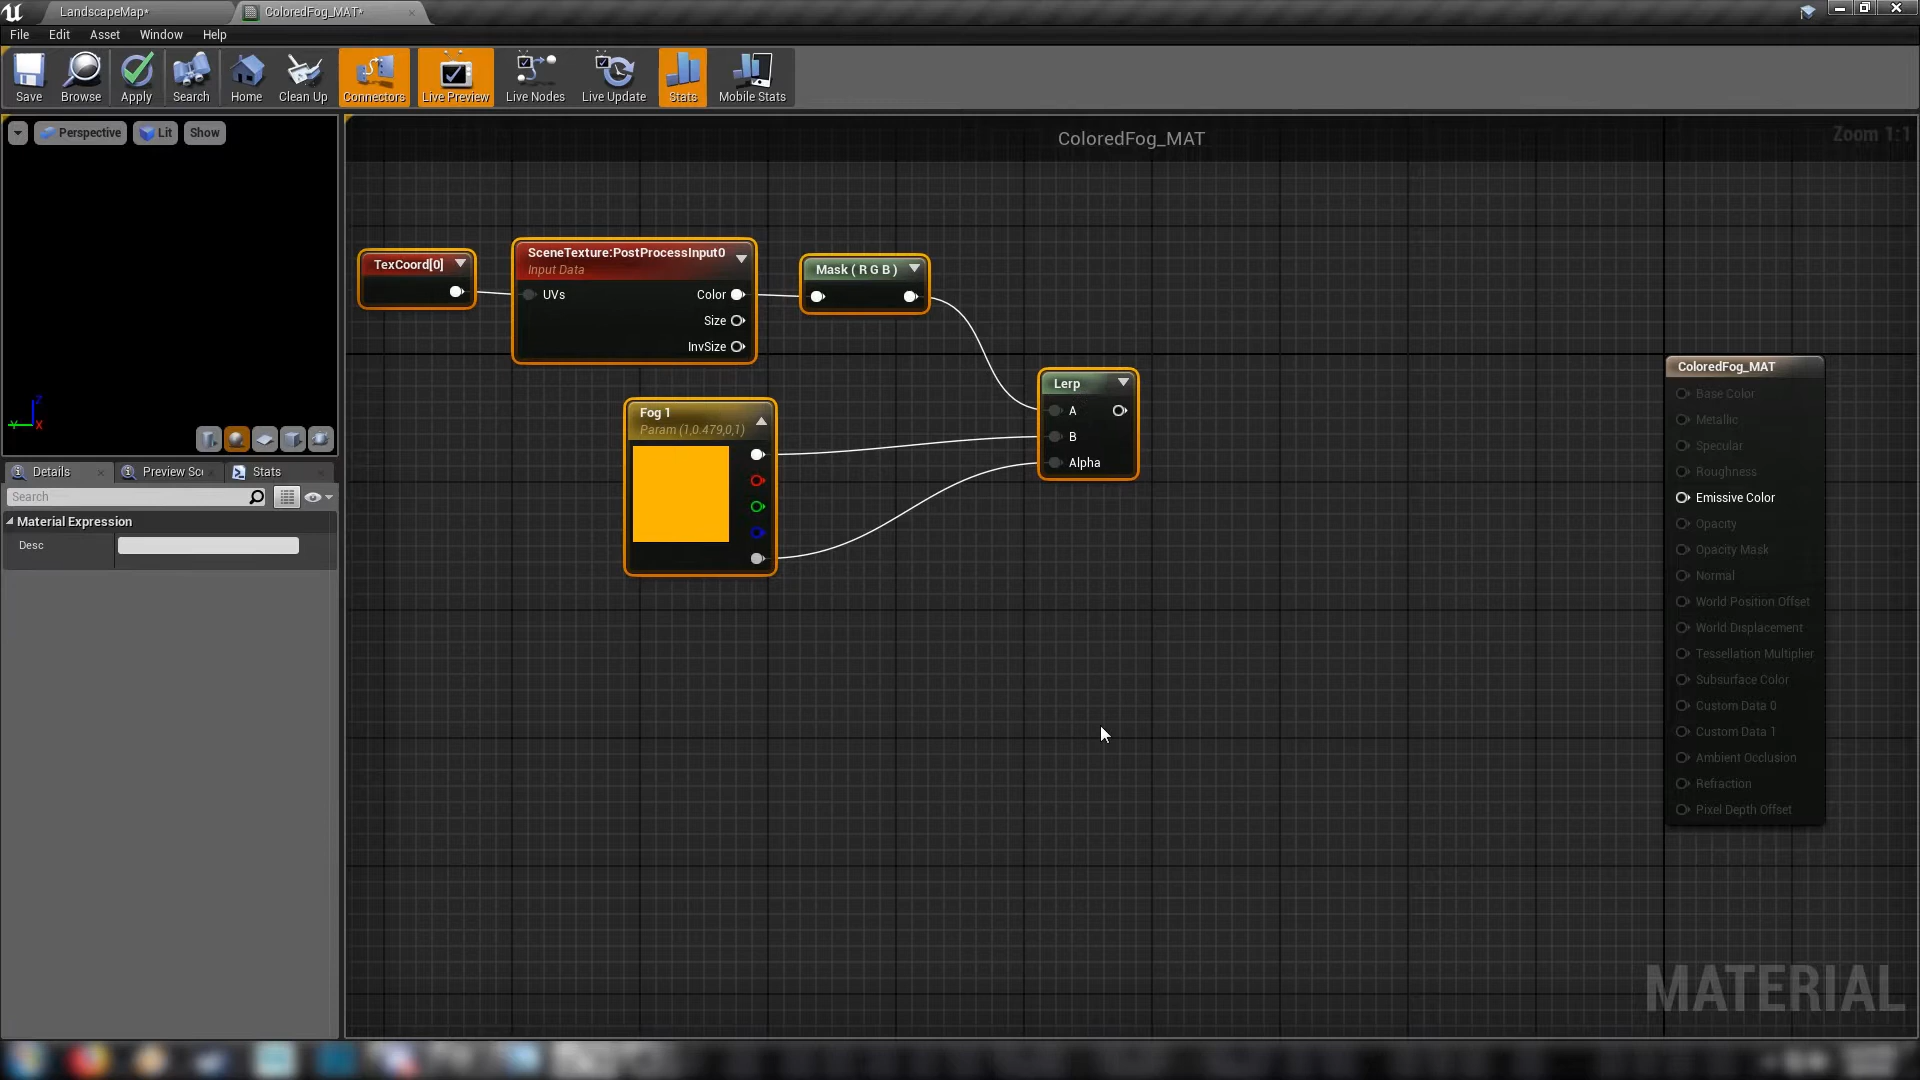 LandscapeMap*
ColoredFog_MAT*
File
Edit
Asset
Window
Help
Save
Browse
Apply
Search
Home
Clean Up
Connectors
Live Preview
Live Nodes
Live Update
Stats
Mobile Stats
Perspective
Lit
Show
ColoredFog_MAT
Zoom 1:1
TexCoord[0]
SceneTexture:PostProcessInput0
Input Data
UVs
Color
Size
InvSize
Mask ( R G B )
Fog 1
Param (1,0.479,0,1)
Lerp
A
B
Alpha
ColoredFog_MAT
Base Color
Metallic
Specular
Roughness
Emissive Color
Opacity
Opacity Mask
Normal
World Position Offset
World Displacement
Tessellation Multiplier
Subsurface Color
Custom Data 0
Custom Data 1
Ambient Occlusion
Refraction
Pixel Depth Offset
Z
Y
X
Details
Preview Sc
Stats
Search
Material Expression
Desc
MATERIAL